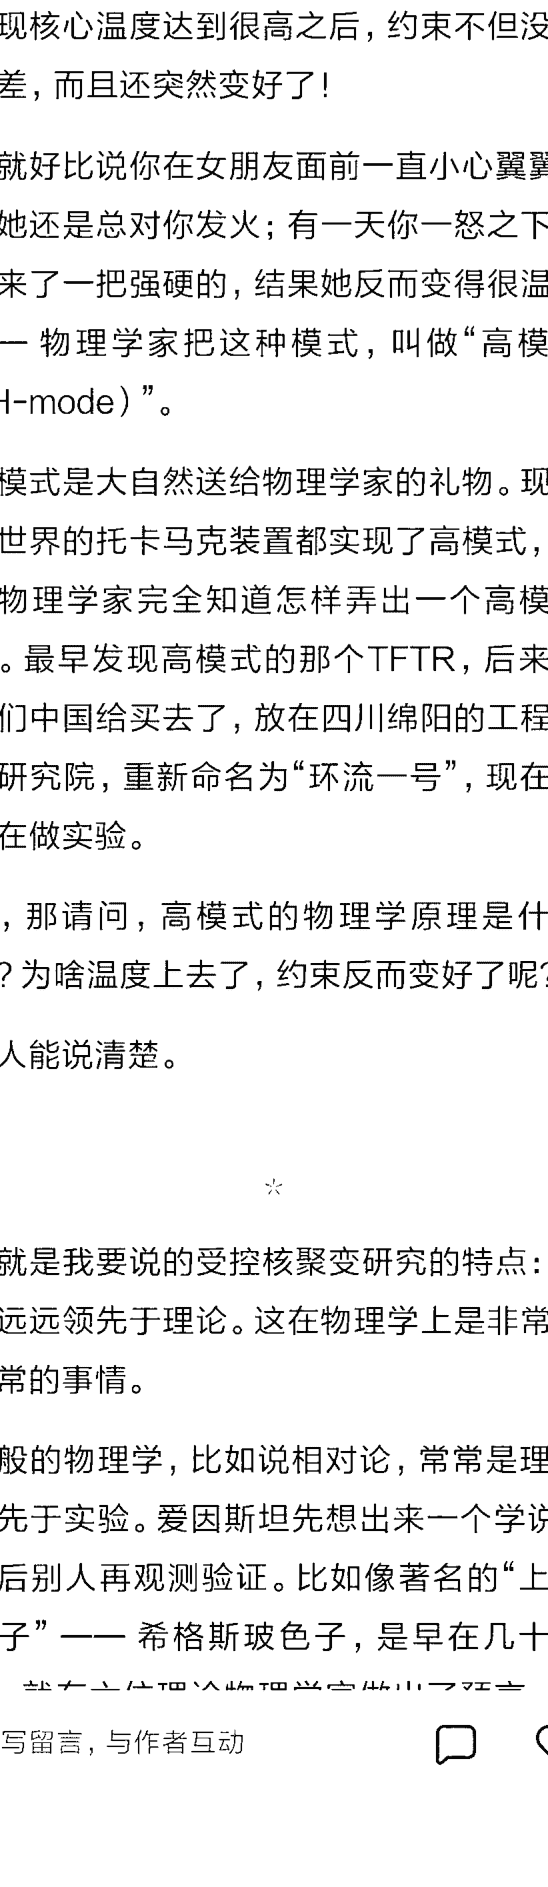 现核心温度达到很高之后，约束不但没
差，而且还突然变好了！
就好比说你在女朋友面前一直小心翼翼
她还是总对你发火；有一天你一怒之下
来了一把强硬的，结果她反而变得很温
— 物理学家把这种模式，叫做“高模
H-mode）”。
模式是大自然送给物理学家的礼物。现
世界的托卡马克装置都实现了高模式，
物理学家完全知道怎样弄出一个高模
。最早发现高模式的那个TFTR，后来
们中国给买去了，放在四川绵阳的工程
研究院，重新命名为“环流一号”，现在
在做实验。
，那请问，高模式的物理学原理是什
？为啥温度上去了，约束反而变好了呢？
人能说清楚。
就是我要说的受控核聚变研究的特点：
远远领先于理论。这在物理学上是非常
常的事情。
般的物理学，比如说相对论，常常是理
先于实验。爱因斯坦先想出来一个学说
后别人再观测验证。比如像著名的“上
子” —— 希格斯玻色子，是早在几十
，就有六位理论物理学家做出了预言
写留言，与作者互动